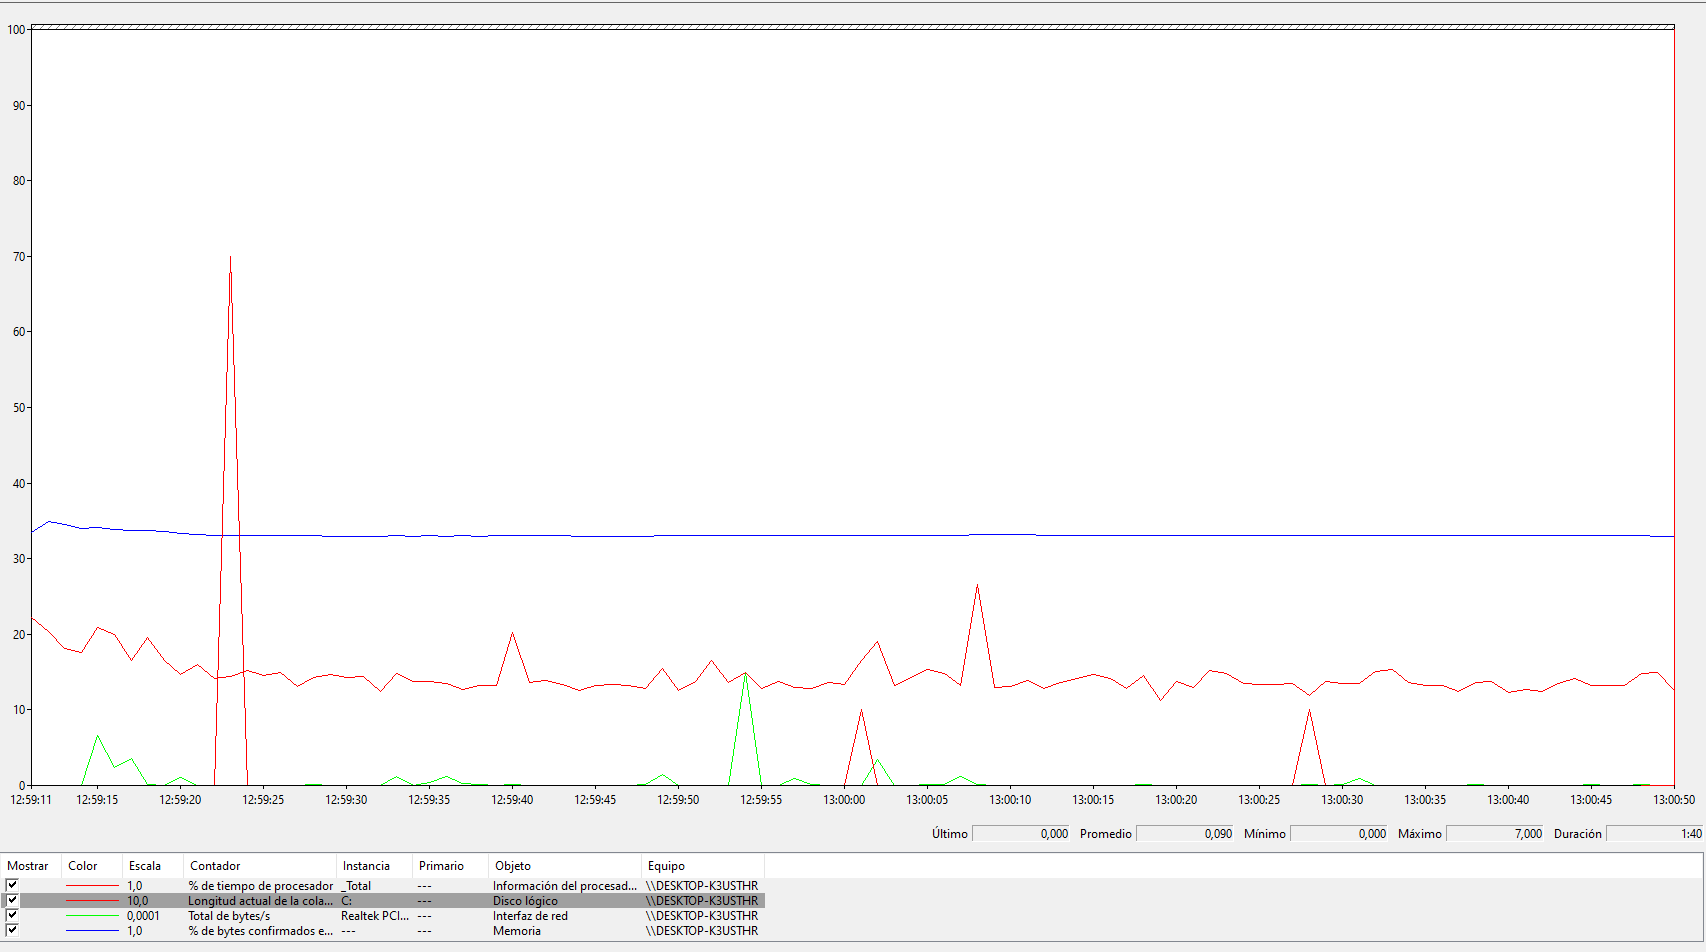 100
90
80
70
60
50
40
30
20
10
0
12:59:11 12:59:15 12:59:20 12:59:25 12:59:30 12:59:35 12:59:40 12:59:45 12:59:50 12:59:55 13:00:00 13:00:05 13:00:10 13:00:15 13:00:20 13:00:25 13:00:30 13:00:35 13:00:40 13:00:45 13:00:50
Último 0,000 Promedio 0,090 Mínimo 0,000 Máximo 7,000 Duración 1:40
Mostrar Color Escala Contador Instancia Primario Objeto Equipo
1,0 % de tiempo de procesador _Total --- Información del procesad... \\DESKTOP-K3USTHR
10,0 Longitud actual de la cola... C: --- Disco lógico \\DESKTOP-K3USTHR
0,0001 Total de bytes/s Realtek PCI... --- Interfaz de red \\DESKTOP-K3USTHR
1,0 % de bytes confirmados e... --- --- Memoria \\DESKTOP-K3USTHR